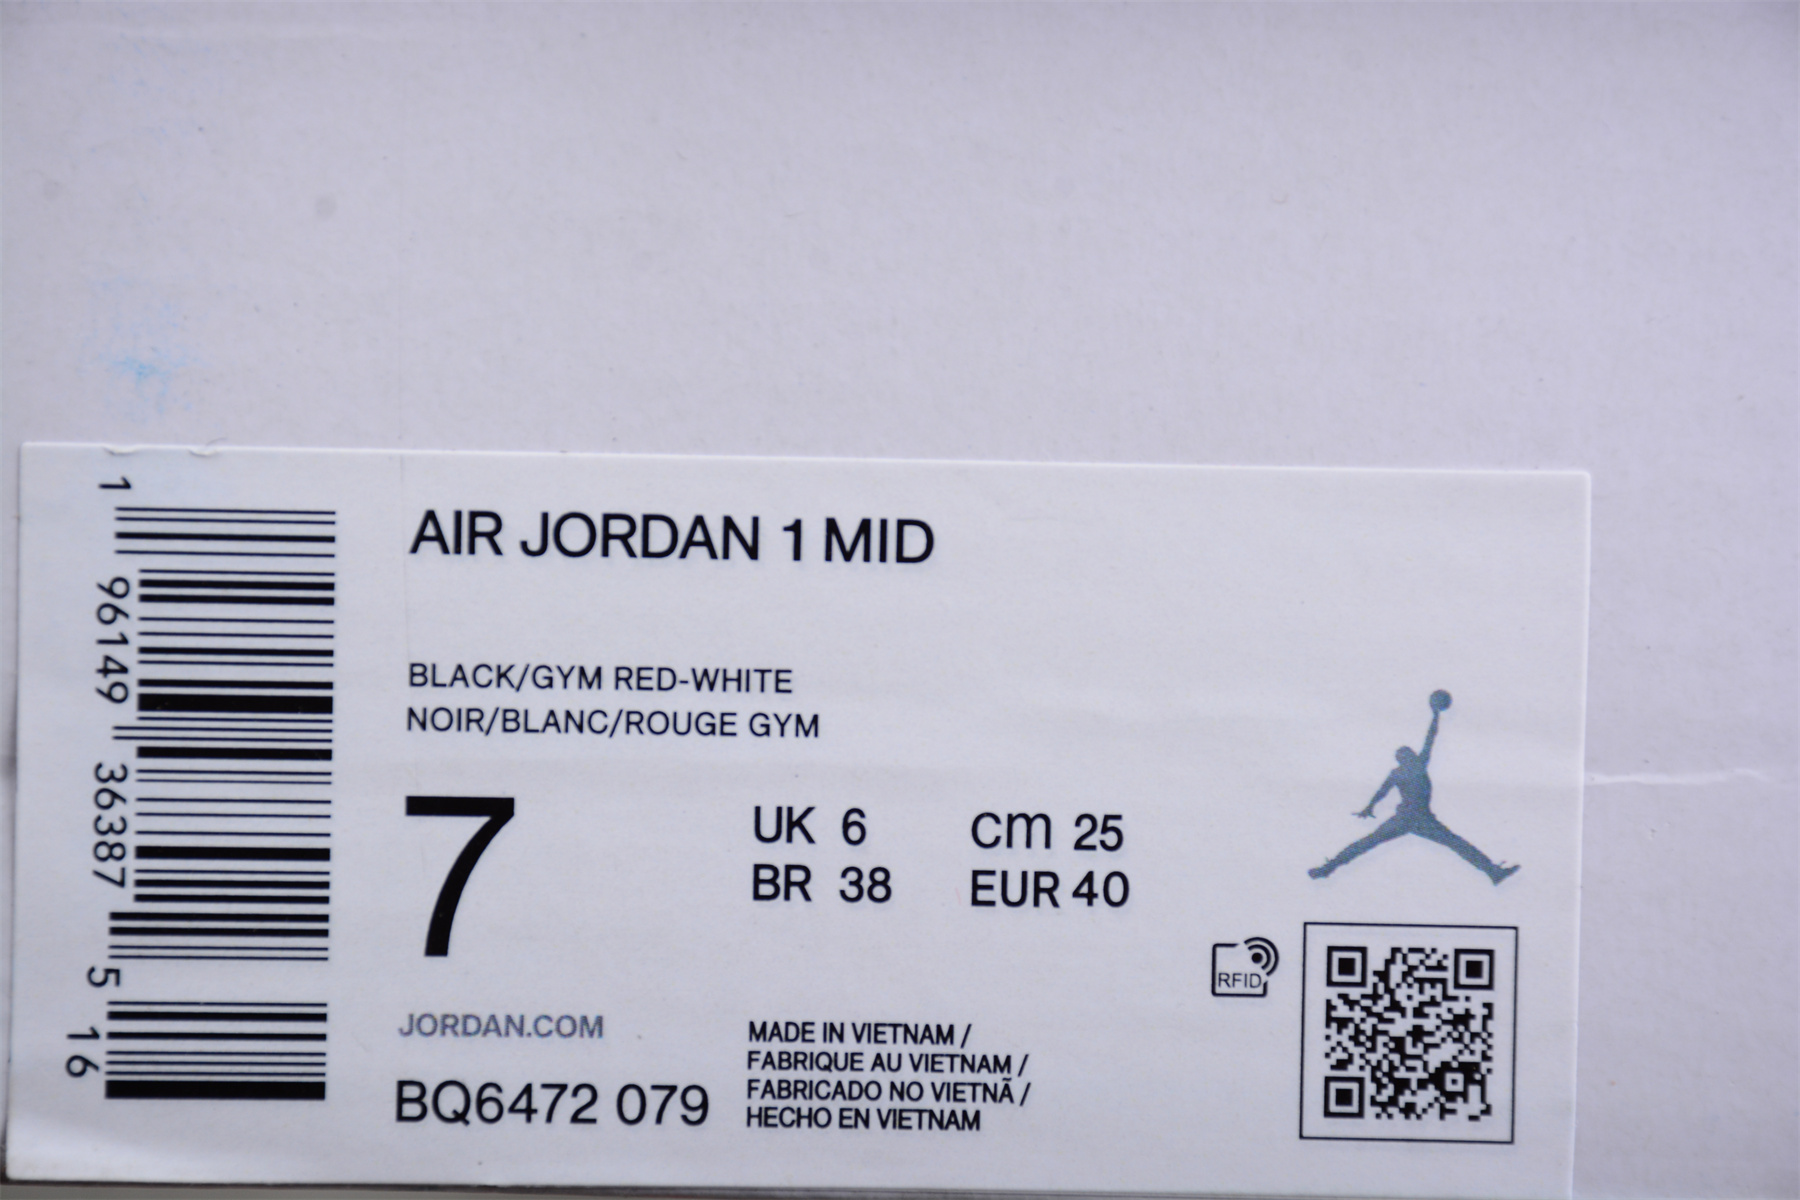 AIR JORDAN 1 MID
BLACK/GYM RED-WHITE
NOIR/BLANC/ROUGE GYM
7
UK 6
BR 38
cm 25
EUR 40
RFID
JORDAN.COM
BQ6472 079
MADE IN VIETNAM /
FABRIQUE AU VIETNAM /
FABRICADO NO VIETNÃ /
HECHO EN VIETNAM
1 96149 36387 5 16